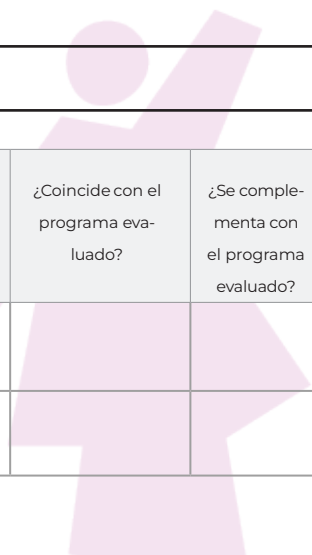 ¿Coincide con el
programa eva-
luado?
¿Se comple-
menta con
el programa
evaluado?